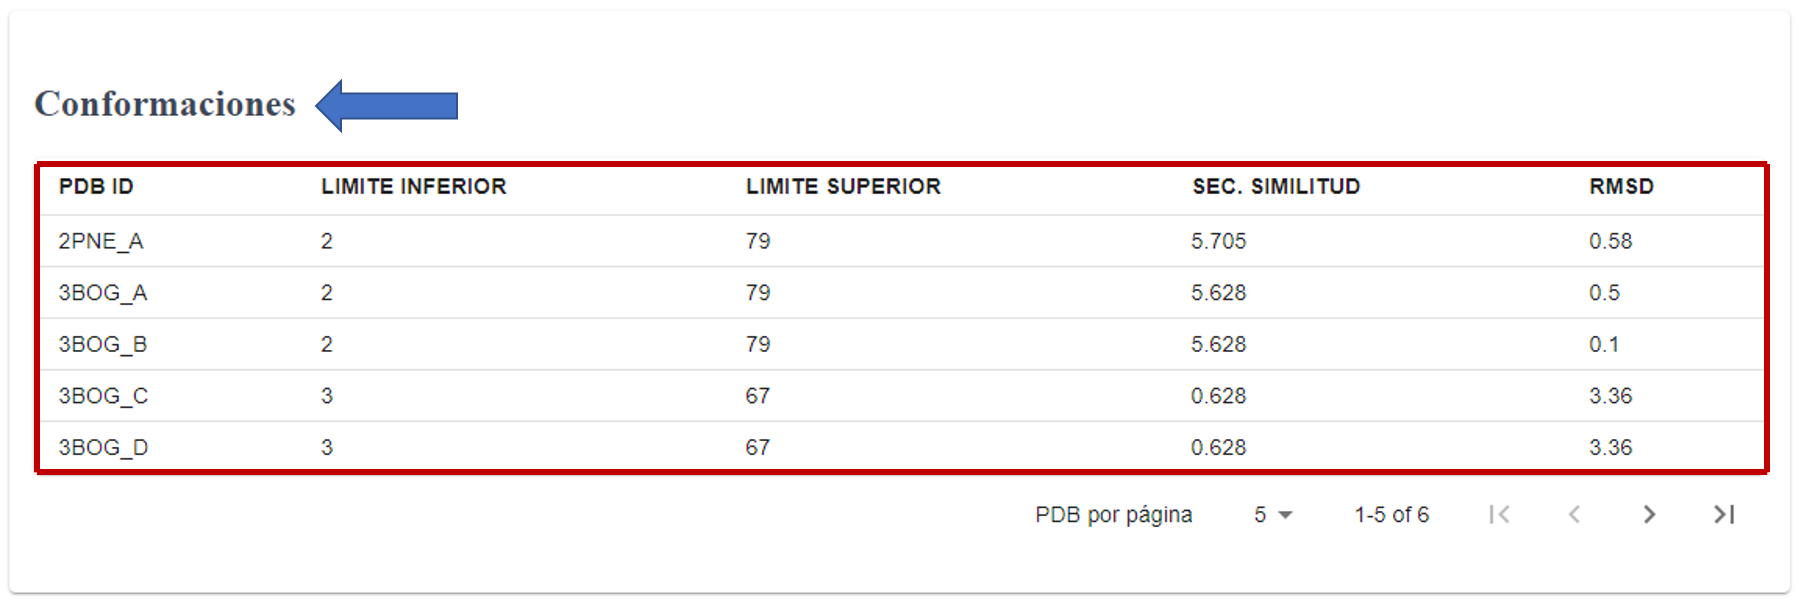 Conformaciones
PDB ID LIMITE INFERIOR LIMITE SUPERIOR SEC. SIMILITUD RMSD
2PNE_A 2 79 5.705 0.58
3BOG_A 2 79 5.628 0.5
3BOG_B 2 79 5.628 0.1
3BOG_C 3 67 0.628 3.36
3BOG_D 3 67 0.628 3.36
PDB por página 5 1-5 of 6